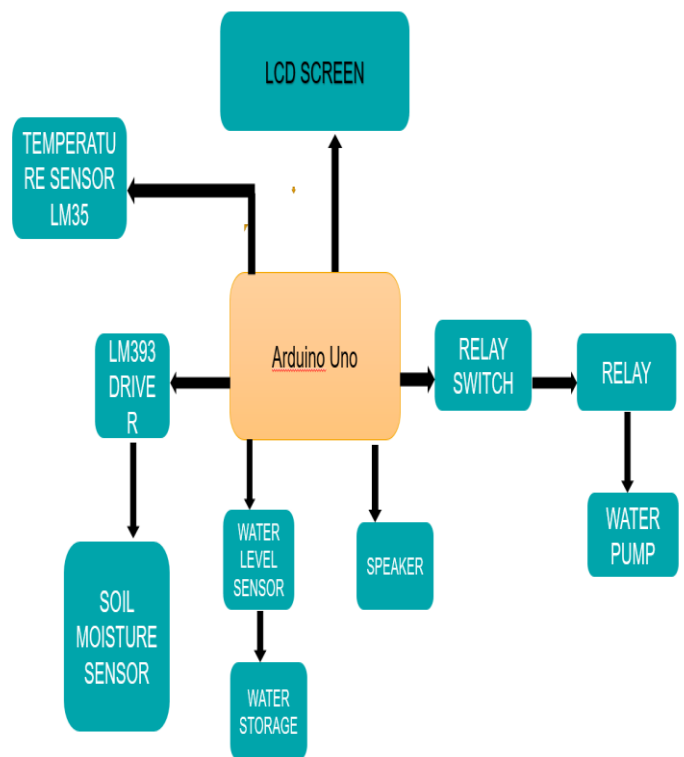 LCD SCREEN
TEMPERATU
RE SENSOR
LM35
Arduino Uno
LM393
DRIVE
R
RELAY
SWITCH
RELAY
WATER
PUMP
WATER
LEVEL
SENSOR
SPEAKER
SOIL
MOISTURE
SENSOR
WATER
STORAGE